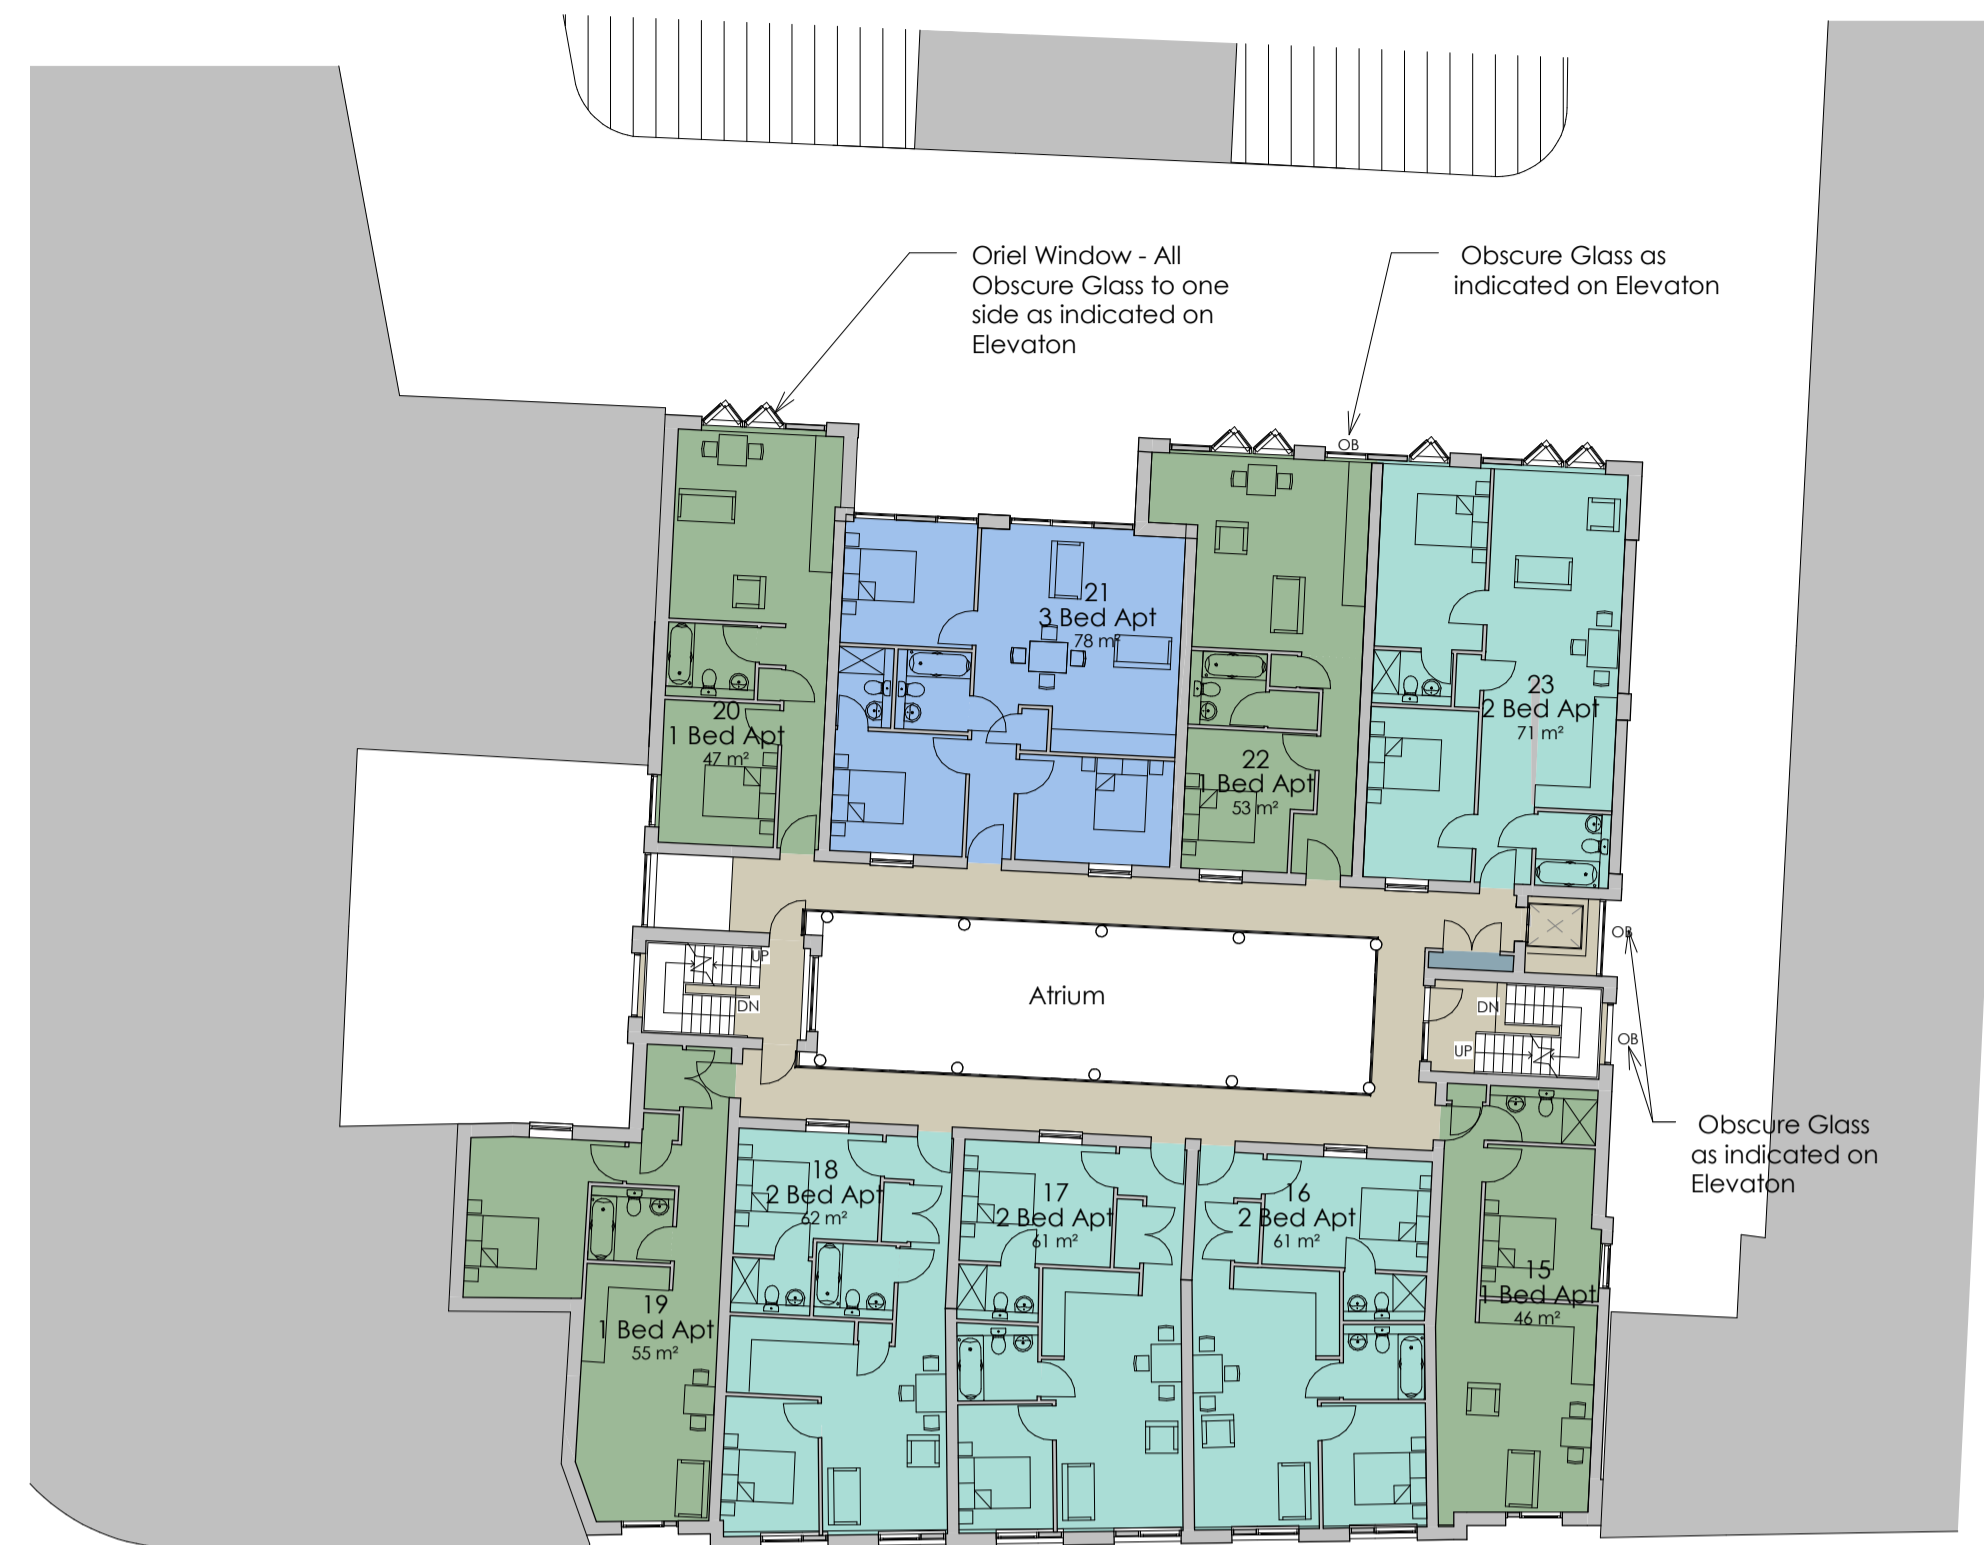 Oriel Window - All
Obscure Glass to one
side as indicated on
Elevaton
Obscure Glass as
indicated on Elevaton
OB
21
3 Bed Apt
78 m²
20
1 Bed Apt
47 m²
22
1 Bed Apt
53 m²
23
2 Bed Apt
71 m²
UP
DN
Atrium
DN
UP
OB
OB
Obscure Glass
as indicated on
Elevaton
18
2 Bed Apt
62 m²
17
2 Bed Apt
61 m²
16
2 Bed Apt
61 m²
15
1 Bed Apt
46 m²
19
1 Bed Apt
55 m²